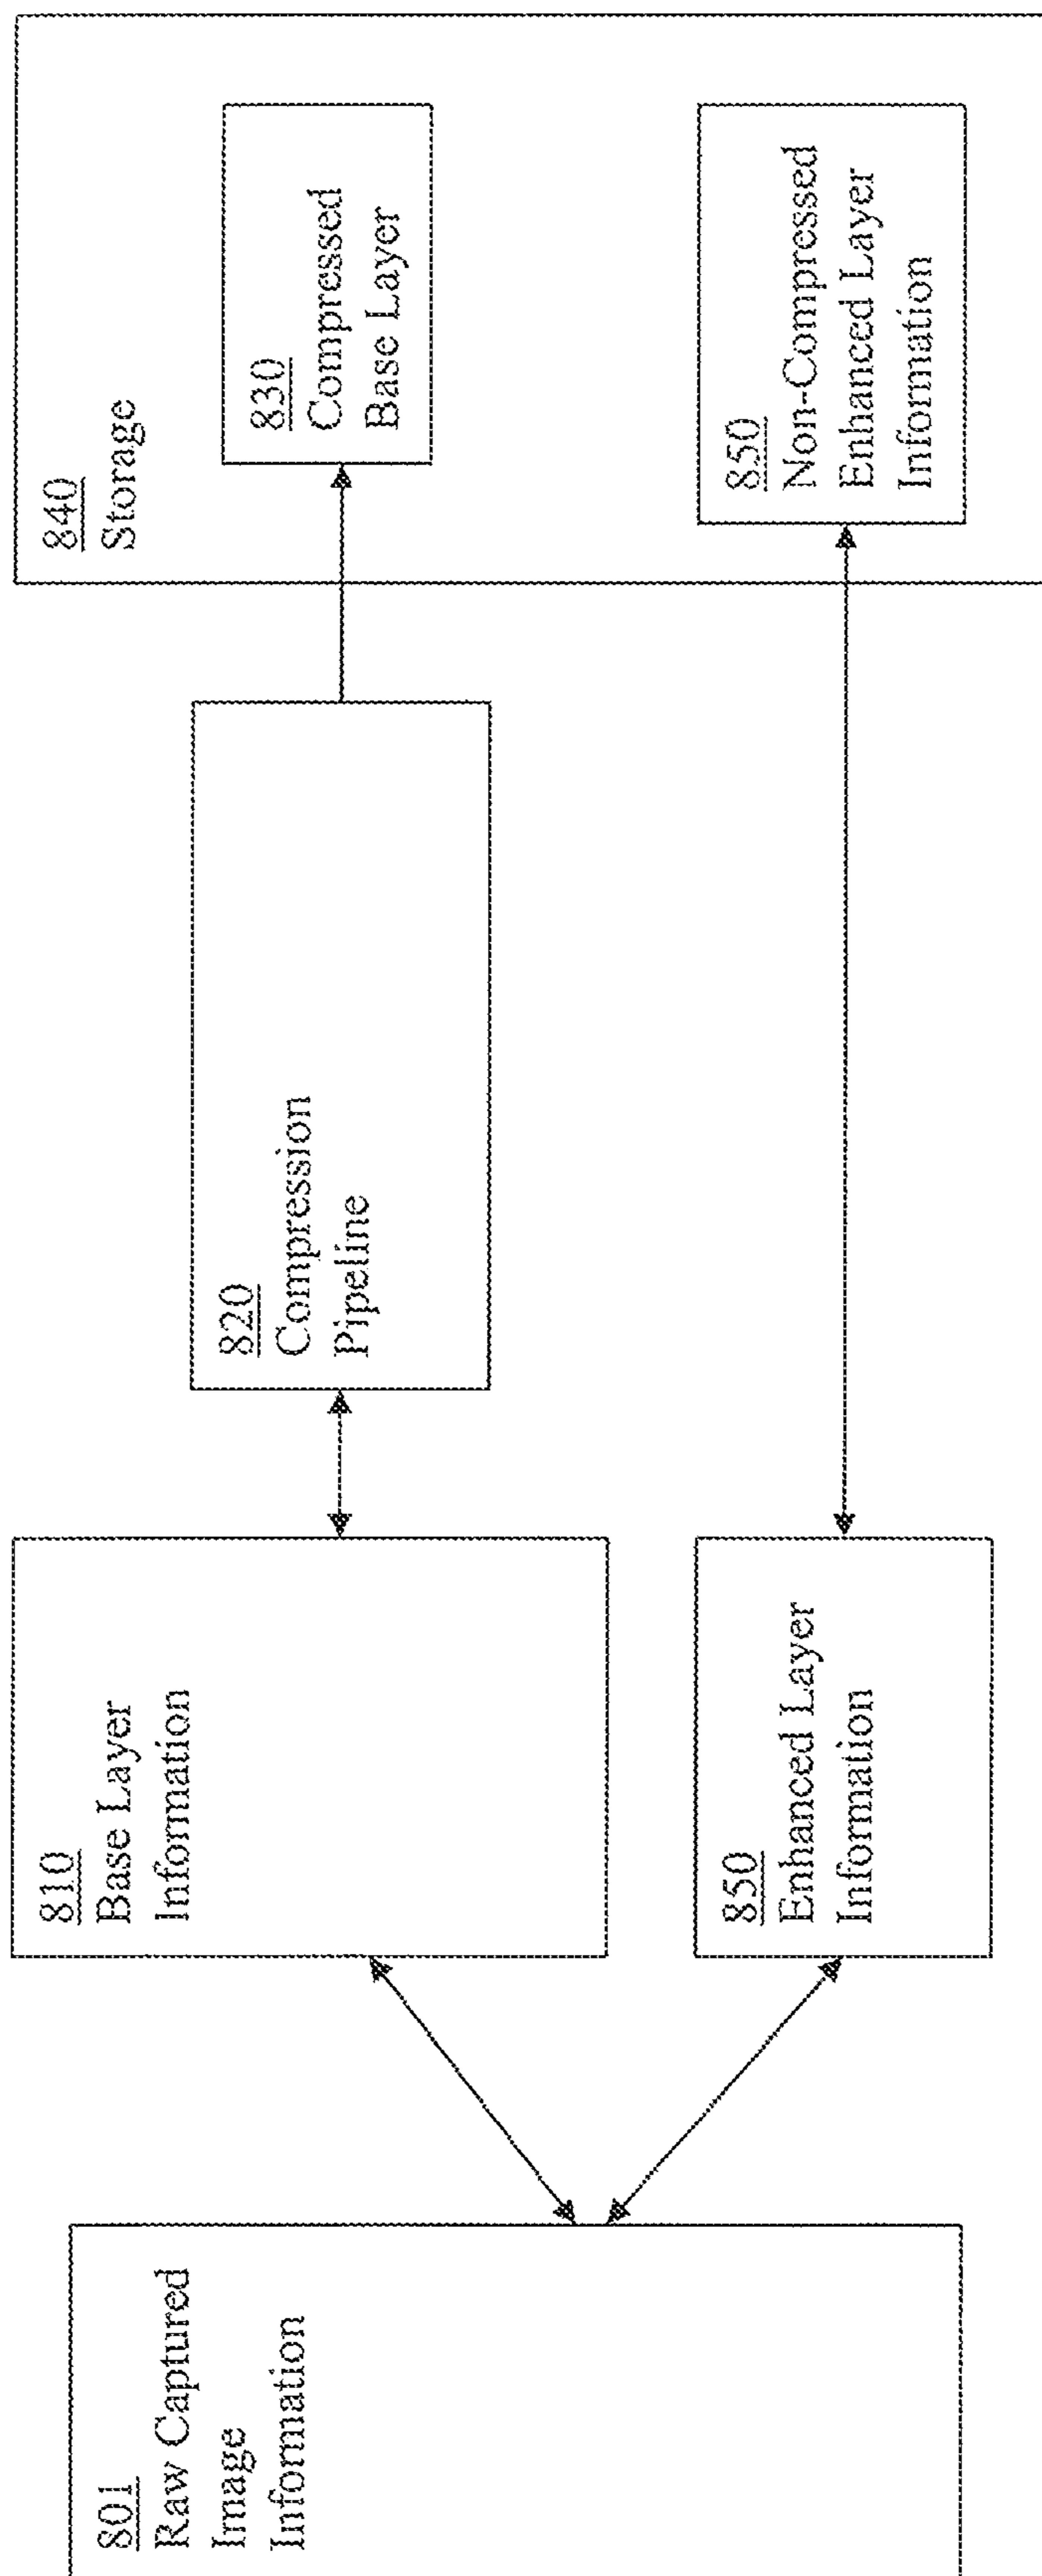 801
Raw Captured
Image
Information
810
Base Layer
Information
820
Compression
Pipeline
840
Storage
830
Compressed
Base Layer
850
Enhanced Layer
Information
850
Non-Compressed
Enhanced Layer
Information